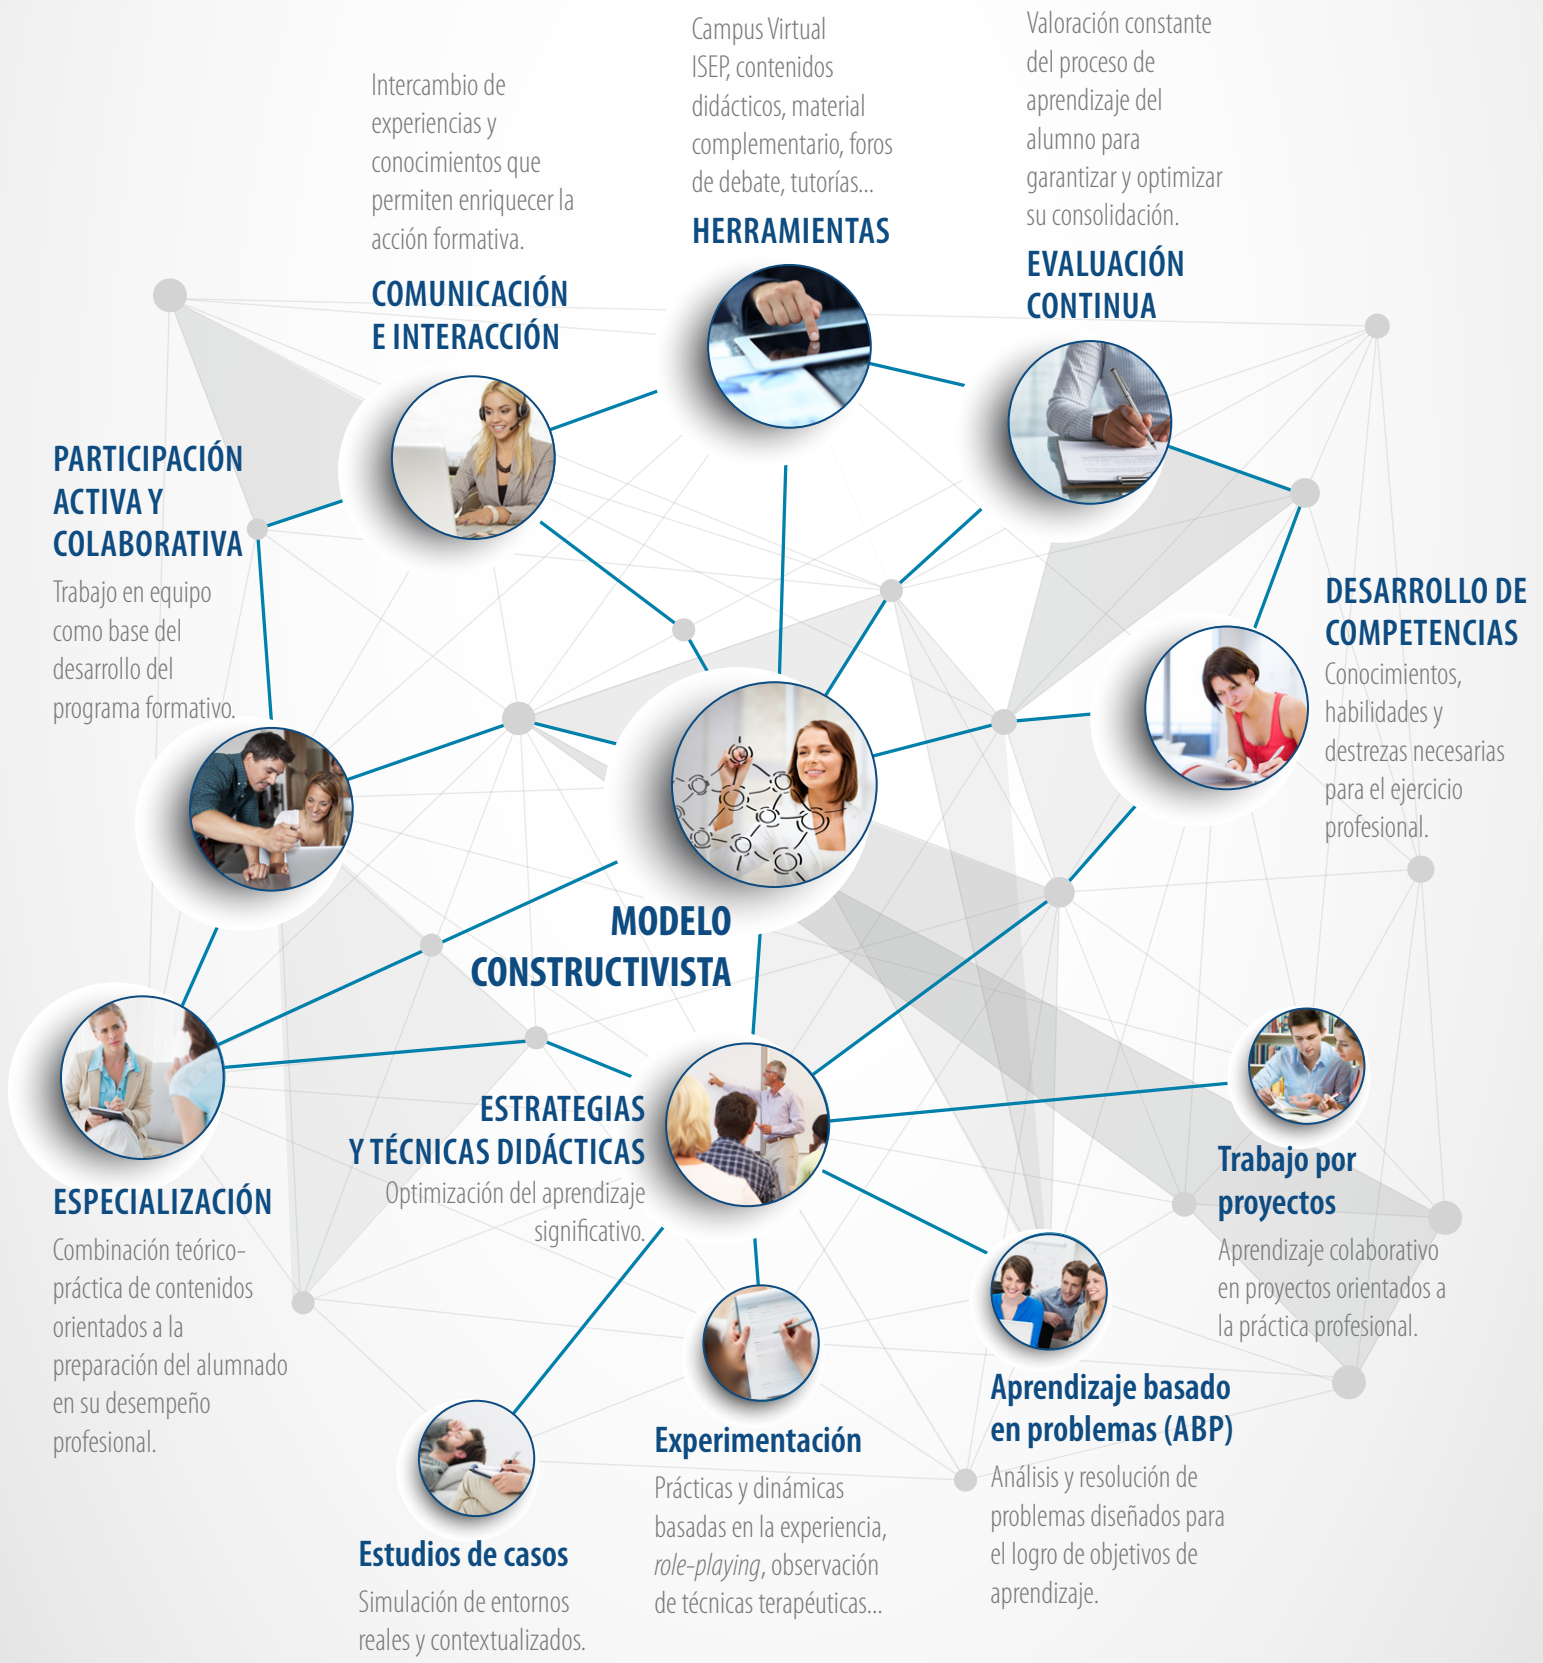 Intercambio de
experiencias y
conocimientos que
permiten enriquecer la
acción formativa.
COMUNICACIÓN
E INTERACCIÓN
Campus Virtual
ISEP, contenidos
didácticos, material
complementario, foros
de debate, tutorías...
HERRAMIENTAS
Valoración constante
del proceso de
aprendizaje del
alumno para
garantizar y optimizar
su consolidación.
EVALUACIÓN
CONTINUA
PARTICIPACIÓN
ACTIVA Y
COLABORATIVA
Trabajo en equipo
como base del
desarrollo del
programa formativo.
DESARROLLO DE
COMPETENCIAS
Conocimientos,
habilidades y
destrezas necesarias
para el ejercicio
profesional.
MODELO
CONSTRUCTIVISTA
ESPECIALIZACIÓN
Combinación teórico-
práctica de contenidos
orientados a la
preparación del alumnado
en su desempeño
profesional.
ESTRATEGIAS
Y TÉCNICAS DIDÁCTICAS
Optimización del aprendizaje
significativo.
Trabajo por
proyectos
Aprendizaje colaborativo
en proyectos orientados a
la práctica profesional.
Estudios de casos
Simulación de entornos
reales y contextualizados.
Experimentación
Prácticas y dinámicas
basadas en la experiencia,
role-playing, observación
de técnicas terapéuticas...
Aprendizaje basado
en problemas (ABP)
Análisis y resolución de
problemas diseñados para
el logro de objetivos de
aprendizaje.